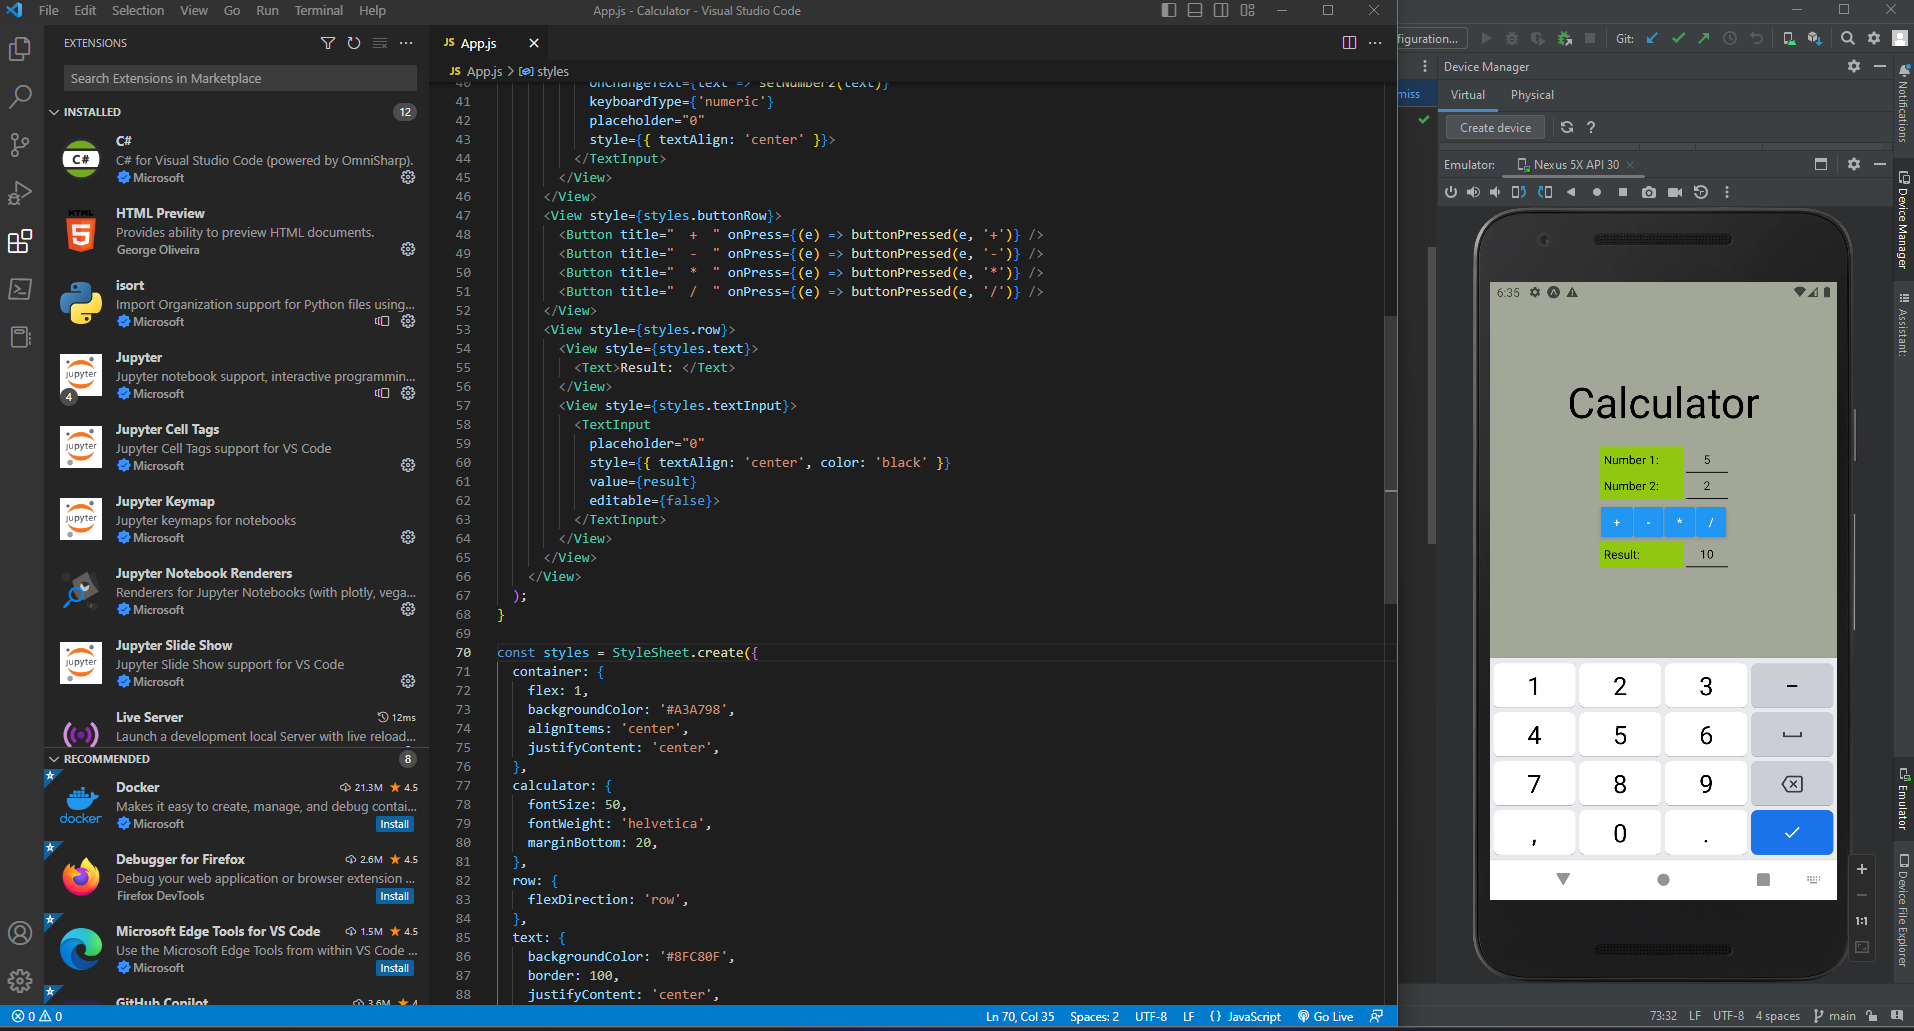 File Edit Selection View Go Run Terminal Help
App.js - Calculator - Visual Studio Code
EXTENSIONS
Search Extensions in Marketplace
INSTALLED 12
C#
C# for Visual Studio Code (powered by OmniSharp).
Microsoft
HTML Preview
Provides ability to preview HTML documents.
George Oliveira
isort
Import Organization support for Python files using...
Microsoft
Jupyter
Jupyter notebook support, interactive programmin...
Microsoft
4
Jupyter Cell Tags
Jupyter Cell Tags support for VS Code
Microsoft
Jupyter Keymap
Jupyter keymaps for notebooks
Microsoft
Jupyter Notebook Renderers
Renderers for Jupyter Notebooks (with plotly, vega...
Microsoft
Jupyter Slide Show
Jupyter Slide Show support for VS Code
Microsoft
Live Server 12ms
Launch a development local Server with live reload...
RECOMMENDED 8
Docker 21.3M 4.5
Makes it easy to create, manage, and debug contai...
Microsoft Install
Debugger for Firefox 2.6M 4.5
Debug your web application or browser extension ...
Firefox DevTools Install
Microsoft Edge Tools for VS Code 1.5M 4.5
Use the Microsoft Edge Tools from within VS Code ...
Microsoft Install
GitHub Copilot 3.6M 4
JS App.js
JS App.js > styles
40 onChangeText={text => setNumber2(text)}
41 keyboardType={'numeric'}
42 placeholder="0"
43 style={{ textAlign: 'center' }}>
44 </TextInput>
45 </View>
46 </View>
47 <View style={styles.buttonRow}>
48 <Button title="  +  " onPress={(e) => buttonPressed(e, '+')} />
49 <Button title="  -  " onPress={(e) => buttonPressed(e, '-')} />
50 <Button title="  *  " onPress={(e) => buttonPressed(e, '*')} />
51 <Button title="  /  " onPress={(e) => buttonPressed(e, '/')} />
52 </View>
53 <View style={styles.row}>
54 <View style={styles.text}>
55 <Text>Result: </Text>
56 </View>
57 <View style={styles.textInput}>
58 <TextInput
59 placeholder="0"
60 style={{ textAlign: 'center', color: 'black' }}
61 value={result}
62 editable={false}>
63 </TextInput>
64 </View>
65 </View>
66 </View>
67 );
68 }
69
70 const styles = StyleSheet.create({
71 container: {
72 flex: 1,
73 backgroundColor: '#A3A798',
74 alignItems: 'center',
75 justifyContent: 'center',
76 },
77 calculator: {
78 fontSize: 50,
79 fontWeight: 'helvetica',
80 marginBottom: 20,
81 },
82 row: {
83 flexDirection: 'row',
84 },
85 text: {
86 backgroundColor: '#8FC80F',
87 border: 100,
88 justifyContent: 'center',
0 0
Ln 70, Col 35 Spaces: 2 UTF-8 LF {} JavaScript Go Live
figuration... Git:
miss
Device Manager
Virtual Physical
Create device ?
Emulator: Nexus 5X API 30
6:35
Calculator
Number 1: 5
Number 2: 2
+ - * /
Result: 10
1 2 3 -
4 5 6
7 8 9
, 0 .
1:1
Notifications
Device Manager
Assistant:
Emulator
Device File Explorer
73:32 LF UTF-8 4 spaces main